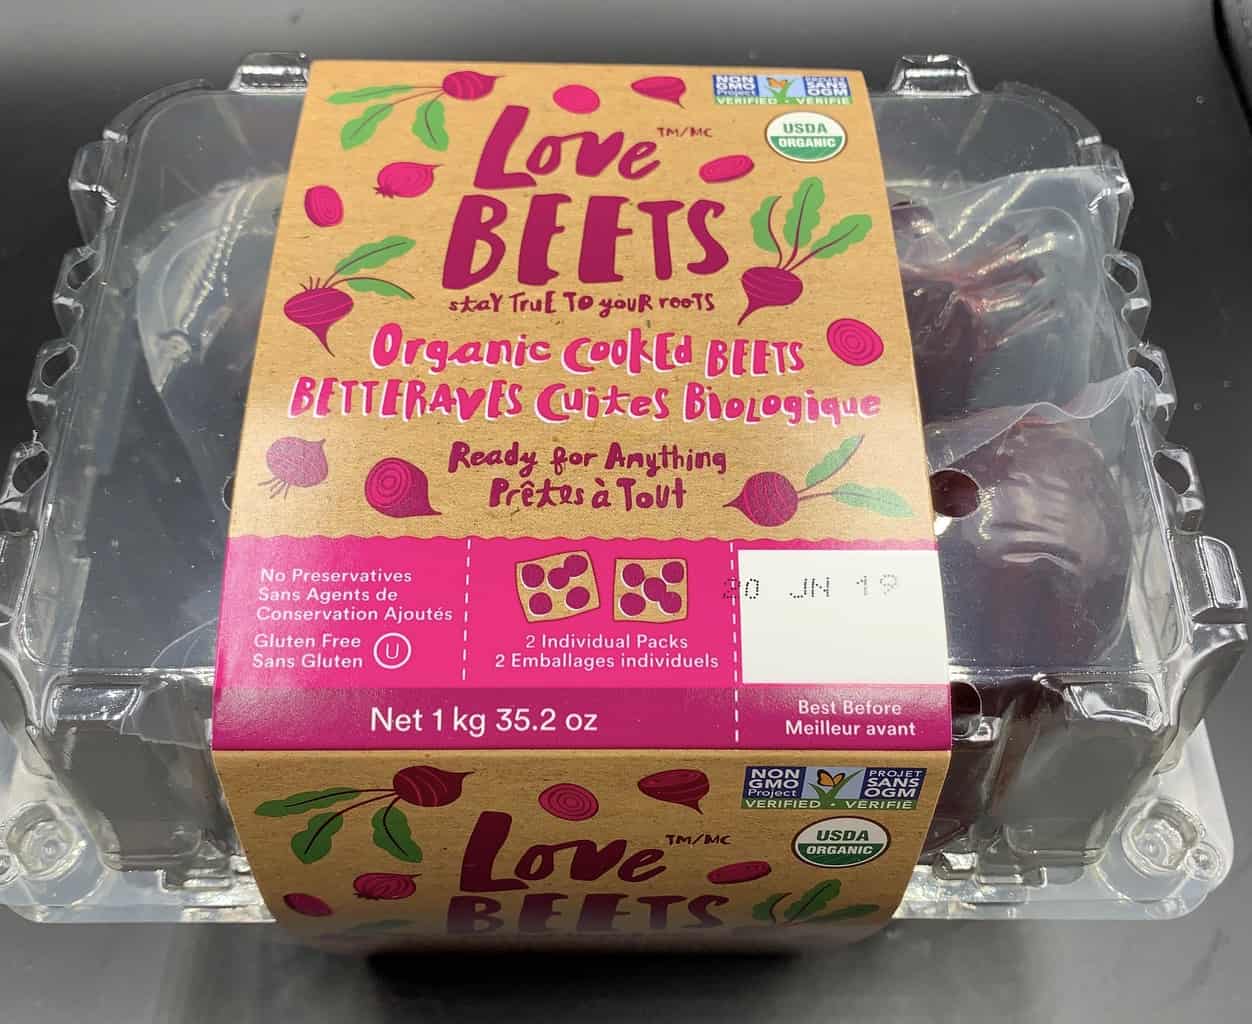 NON GMO Project VERIFIED • PROJET SANS OGM VÉRIFIÉ
USDA ORGANIC
Love TM/MC
BEETS
stay True To your roots
Organic Cooked BEETS
BETTERAVES Cuites Biologique
Ready for Anything
Prêtes à Tout
No Preservatives
Sans Agents de
Conservation Ajoutés
Gluten Free
Sans Gluten
U
2 Individual Packs
2 Emballages individuels
20 JN 19
Net 1 kg 35.2 oz
Best Before
Meilleur avant
NON GMO Project VERIFIED • PROJET SANS OGM VÉRIFIÉ
USDA ORGANIC
Love TM/MC
BEETS